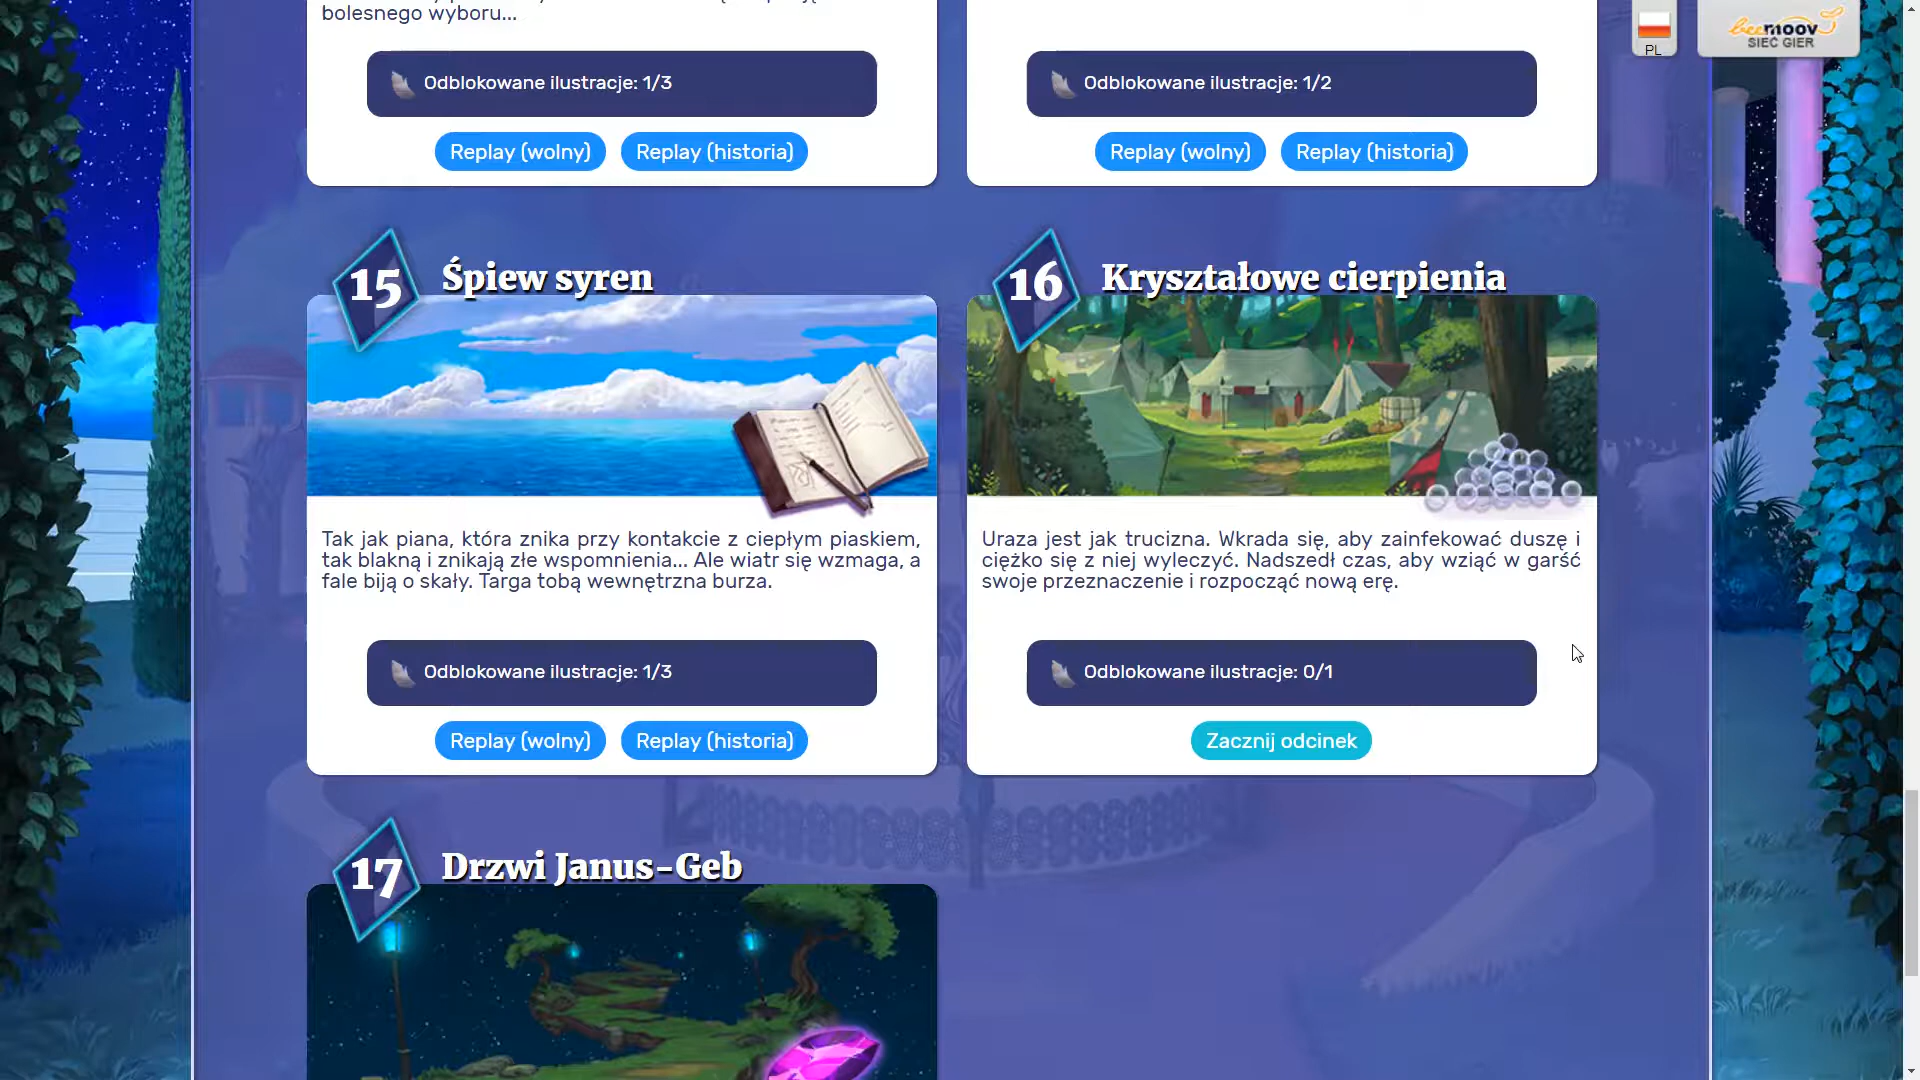 bolesnego wyboru...
Odblokowane ilustracje: 1/3
Odblokowane ilustracje: 1/2
Replay (wolny)
Replay (historia)
Replay (wolny)
Replay (historia)
PL
beemoov
SIEĆ GIER
15
Śpiew syren
Tak jak piana, która znika przy kontakcie z ciepłym piaskiem,
tak blakną i znikają złe wspomnienia... Ale wiatr się wzmaga, a
fale biją o skały. Targa tobą wewnętrzna burza.
Odblokowane ilustracje: 1/3
Replay (wolny)
Replay (historia)
16
Kryształowe cierpienia
Uraza jest jak trucizna. Wkrada się, aby zainfekować duszę i
ciężko się z niej wyleczyć. Nadszedł czas, aby wziąć w garść
swoje przeznaczenie i rozpocząć nową erę.
Odblokowane ilustracje: 0/1
Zacznij odcinek
17
Drzwi Janus-Geb